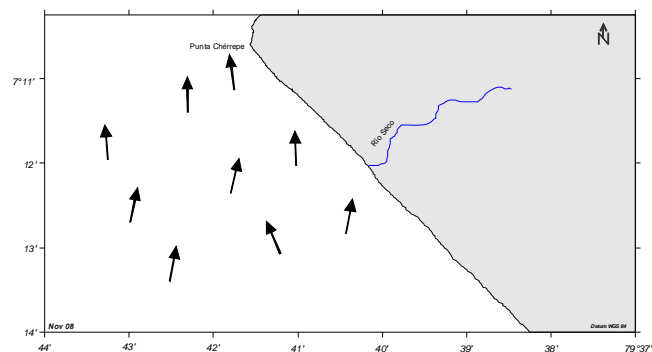 N
Punta Chérrepe
7°11'
Río Seco
12'
13'
14'
Nov 08
Datum WGS 84
44'
43'
42'
41'
40'
39'
38'
79°37'